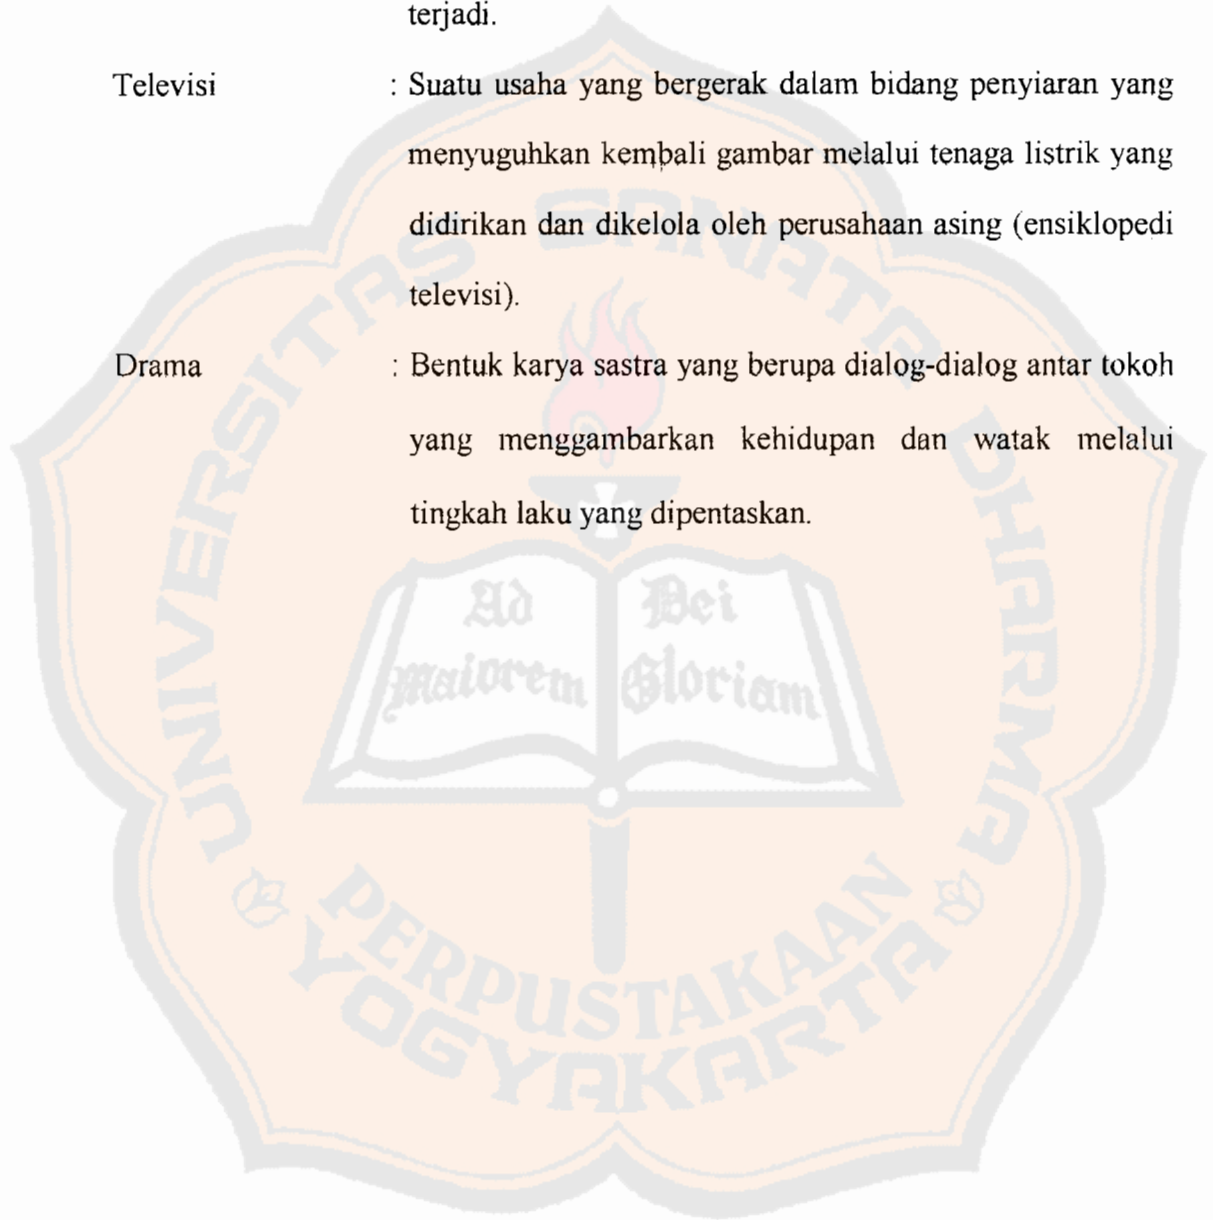 terjadi.
Televisi : Suatu usaha yang bergerak dalam bidang penyiaran yang
menyuguhkan kembali gambar melalui tenaga listrik yang
didirikan dan dikelola oleh perusahaan asing (ensiklopedi
televisi).
Drama : Bentuk karya sastra yang berupa dialog-dialog antar tokoh
yang menggambarkan kehidupan dan watak melalui
tingkah laku yang dipentaskan.
UNIVERSITAS SANATA DHARMA
Ad Dei
maiorem Gloriam
PERPUSTAKAAN
YOGYAKARTA